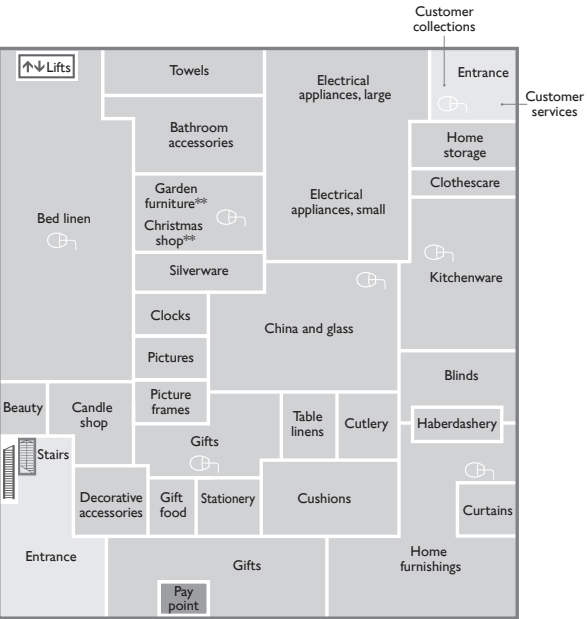 Customer
collections
Lifts
Towels
Electrical
appliances, large
Entrance
Customer
services
Bathroom
accessories
Home
storage
Clothescare
Garden
furniture**
Christmas
shop**
Electrical
appliances, small
Bed linen
Silverware
Kitchenware
Clocks
China and glass
Pictures
Blinds
Picture
frames
Beauty
Candle
shop
Table
linens
Cutlery
Haberdashery
Gifts
Stairs
Decorative
accessories
Gift
food
Stationery
Cushions
Curtains
Entrance
Gifts
Home
furnishings
Pay
point